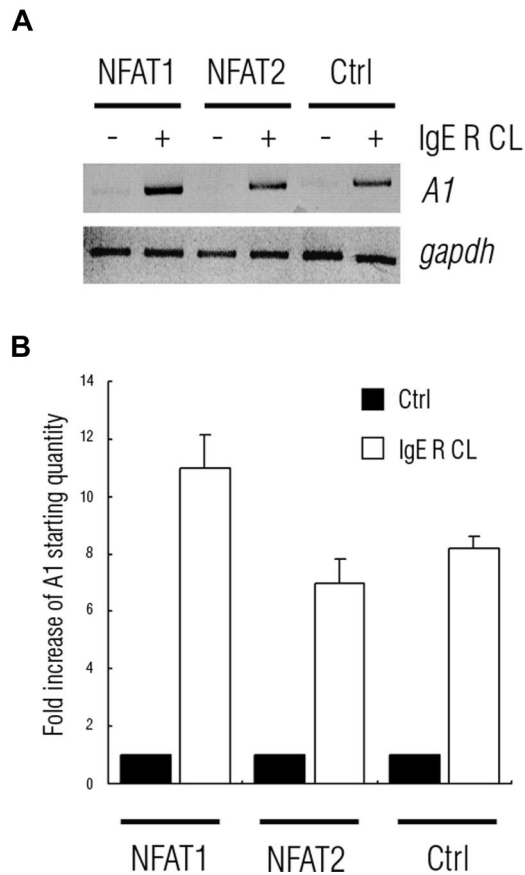 A
NFAT1 NFAT2 Ctrl
- + - + - + IgE R CL
A1
gapdh
B
Fold increase of A1 starting quantity
14
12
10
8
6
4
2
0
Ctrl
IgE R CL
NFAT1 NFAT2 Ctrl